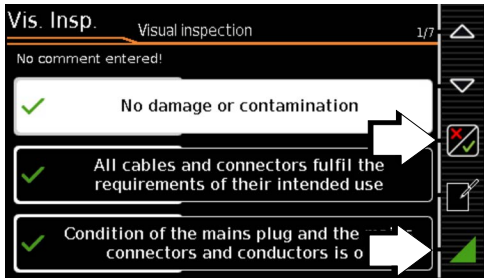 Vis. Insp.
Visual inspection
1/7
No comment entered!
No damage or contamination
All cables and connectors fulfil the
requirements of their intended use
Condition of the mains plug and the
connectors and conductors is o